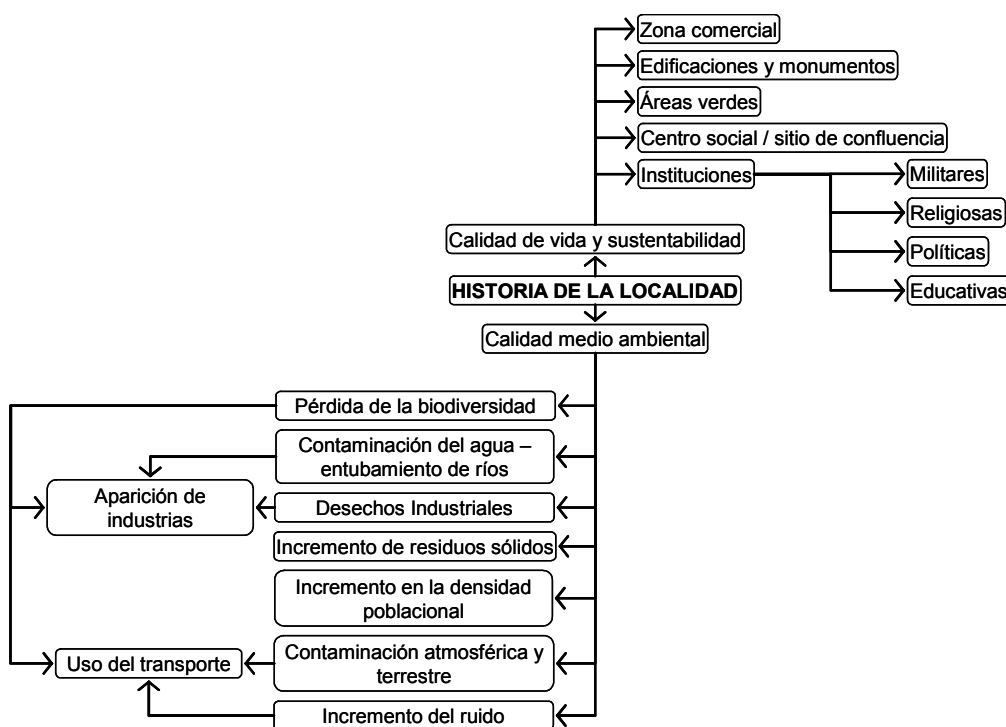 Zona comercial
Edificaciones y monumentos
Áreas verdes
Centro social / sitio de confluencia
Instituciones
Militares
Religiosas
Políticas
Educativas
Calidad de vida y sustentabilidad
HISTORIA DE LA LOCALIDAD
Calidad medio ambiental
Pérdida de la biodiversidad
Contaminación del agua –
entubamiento de ríos
Aparición de
industrias
Desechos Industriales
Incremento de residuos sólidos
Incremento en la densidad
poblacional
Uso del transporte
Contaminación atmosférica y
terrestre
Incremento del ruido